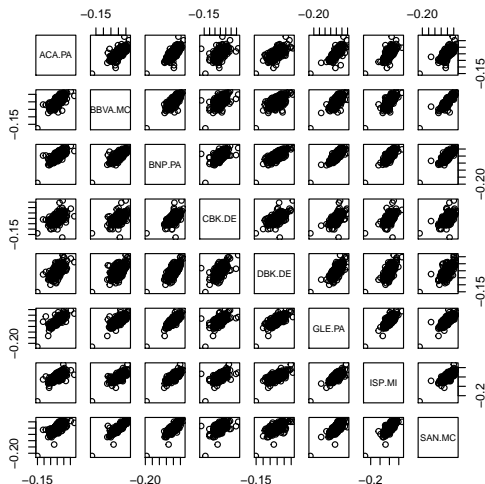 −0.15 −0.15 −0.20 −0.20
ACA.PA −0.15
−0.15 BBVA.MC
BNP.PA −0.20
−0.15 CBK.DE
DBK.DE −0.15
−0.20 GLE.PA
ISP.MI −0.2
−0.20 SAN.MC
−0.15 −0.20 −0.15 −0.2